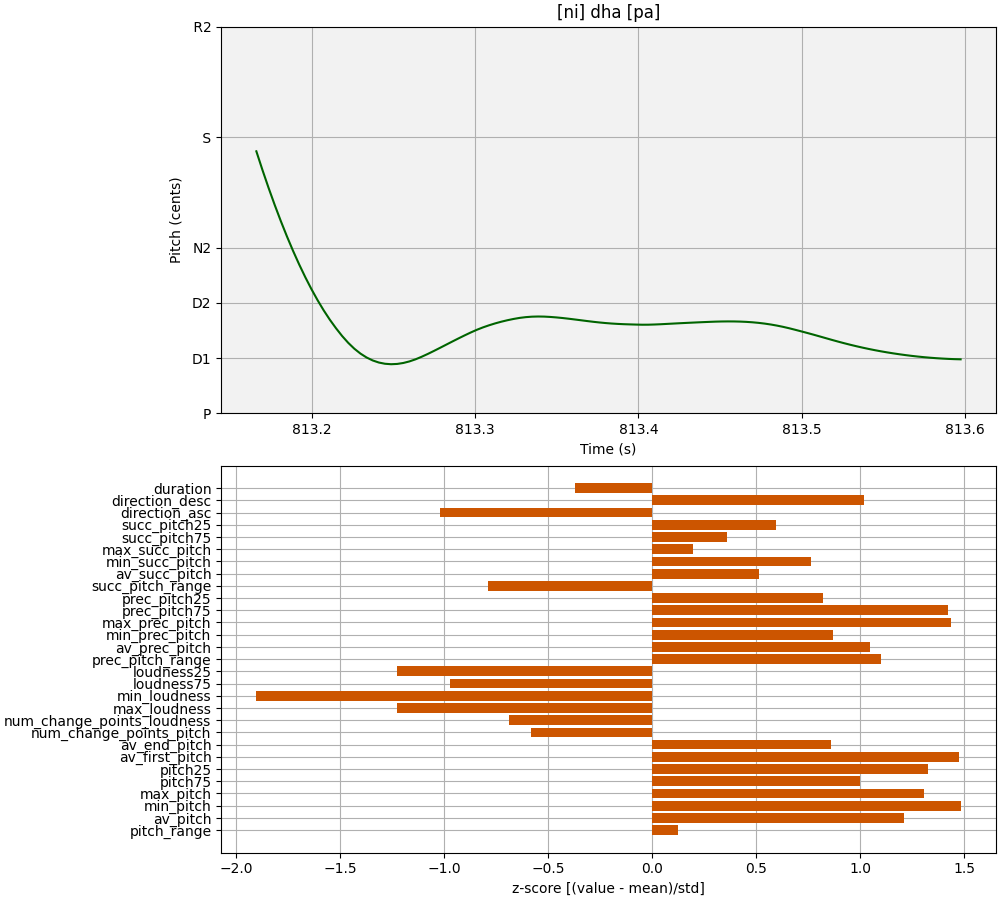 [ni] dha [pa]
R2
S
N2
D2
D1
P
Pitch (cents)
813.2 813.3 813.4 813.5 813.6
Time (s)
duration
direction_desc
direction_asc
succ_pitch25
succ_pitch75
max_succ_pitch
min_succ_pitch
av_succ_pitch
succ_pitch_range
prec_pitch25
prec_pitch75
max_prec_pitch
min_prec_pitch
av_prec_pitch
prec_pitch_range
loudness25
loudness75
min_loudness
max_loudness
num_change_points_loudness
num_change_points_pitch
av_end_pitch
av_first_pitch
pitch25
pitch75
max_pitch
min_pitch
av_pitch
pitch_range
−2.0 −1.5 −1.0 −0.5 0.0 0.5 1.0 1.5
z-score [(value - mean)/std]